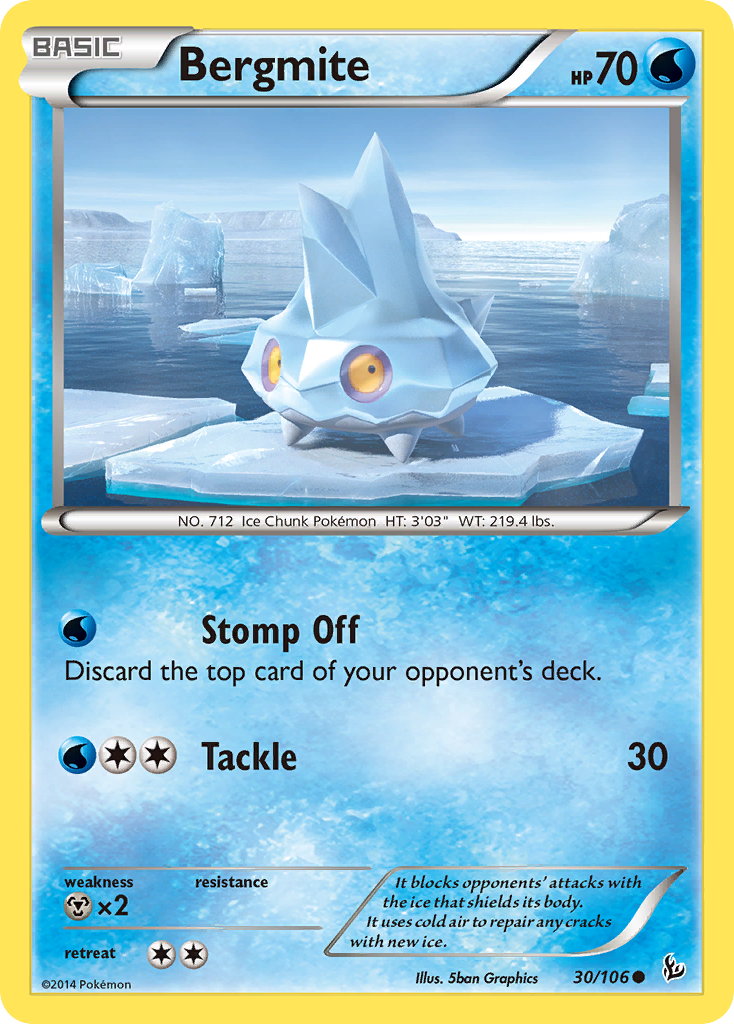 BASIC
Bergmite
HP 70
NO. 712 Ice Chunk Pokémon HT: 3'03" WT: 219.4 lbs.
Stomp Off
Discard the top card of your opponent's deck.
Tackle 30
weakness resistance
×2
retreat
It blocks opponents' attacks with
the ice that shields its body.
It uses cold air to repair any cracks
with new ice.
©2014 Pokémon
Illus. 5ban Graphics
30/106